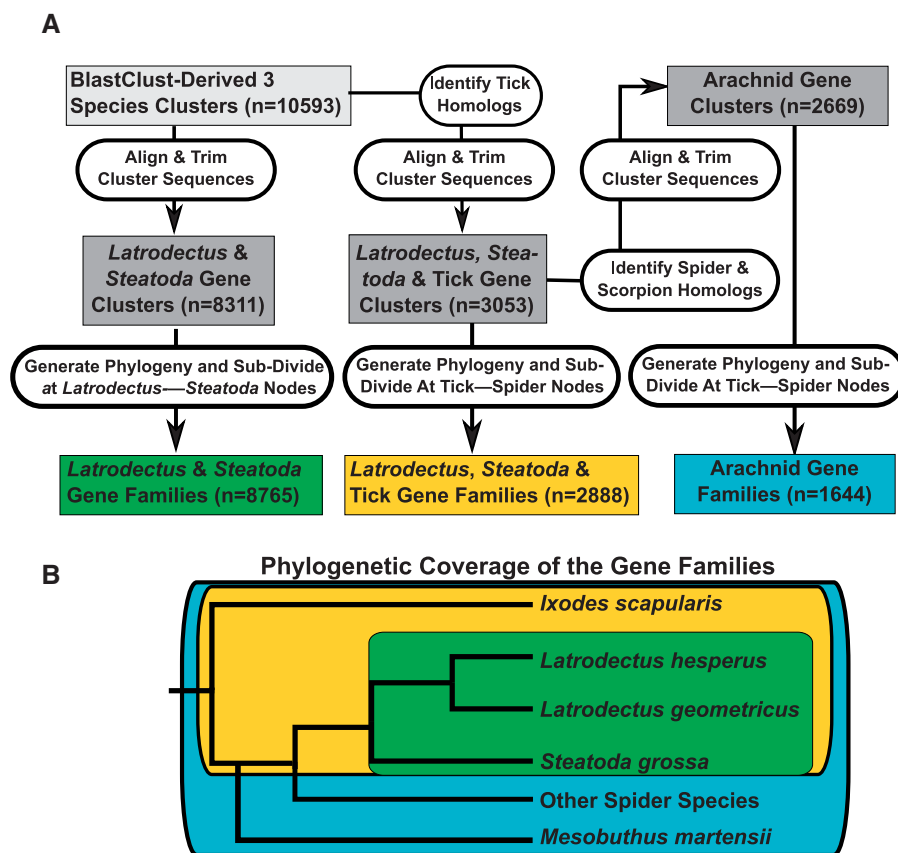 A
BlastClust-Derived 3
Species Clusters (n=10593)
Identify Tick
Homologs
Arachnid Gene
Clusters (n=2669)
Align & Trim
Cluster Sequences
Align & Trim
Cluster Sequences
Align & Trim
Cluster Sequences
Latrodectus &
Steatoda Gene
Clusters (n=8311)
Latrodectus, Stea-
toda & Tick Gene
Clusters (n=3053)
Identify Spider &
Scorpion Homologs
Generate Phylogeny and Sub-Divide
at Latrodectus-—Steatoda Nodes
Generate Phylogeny and Sub-
Divide At Tick—Spider Nodes
Generate Phylogeny and Sub-
Divide At Tick—Spider Nodes
Latrodectus & Steatoda
Gene Families (n=8765)
Latrodectus, Steatoda &
Tick Gene Families (n=2888)
Arachnid Gene
Families (n=1644)
B
Phylogenetic Coverage of the Gene Families
Ixodes scapularis
Latrodectus hesperus
Latrodectus geometricus
Steatoda grossa
Other Spider Species
Mesobuthus martensii